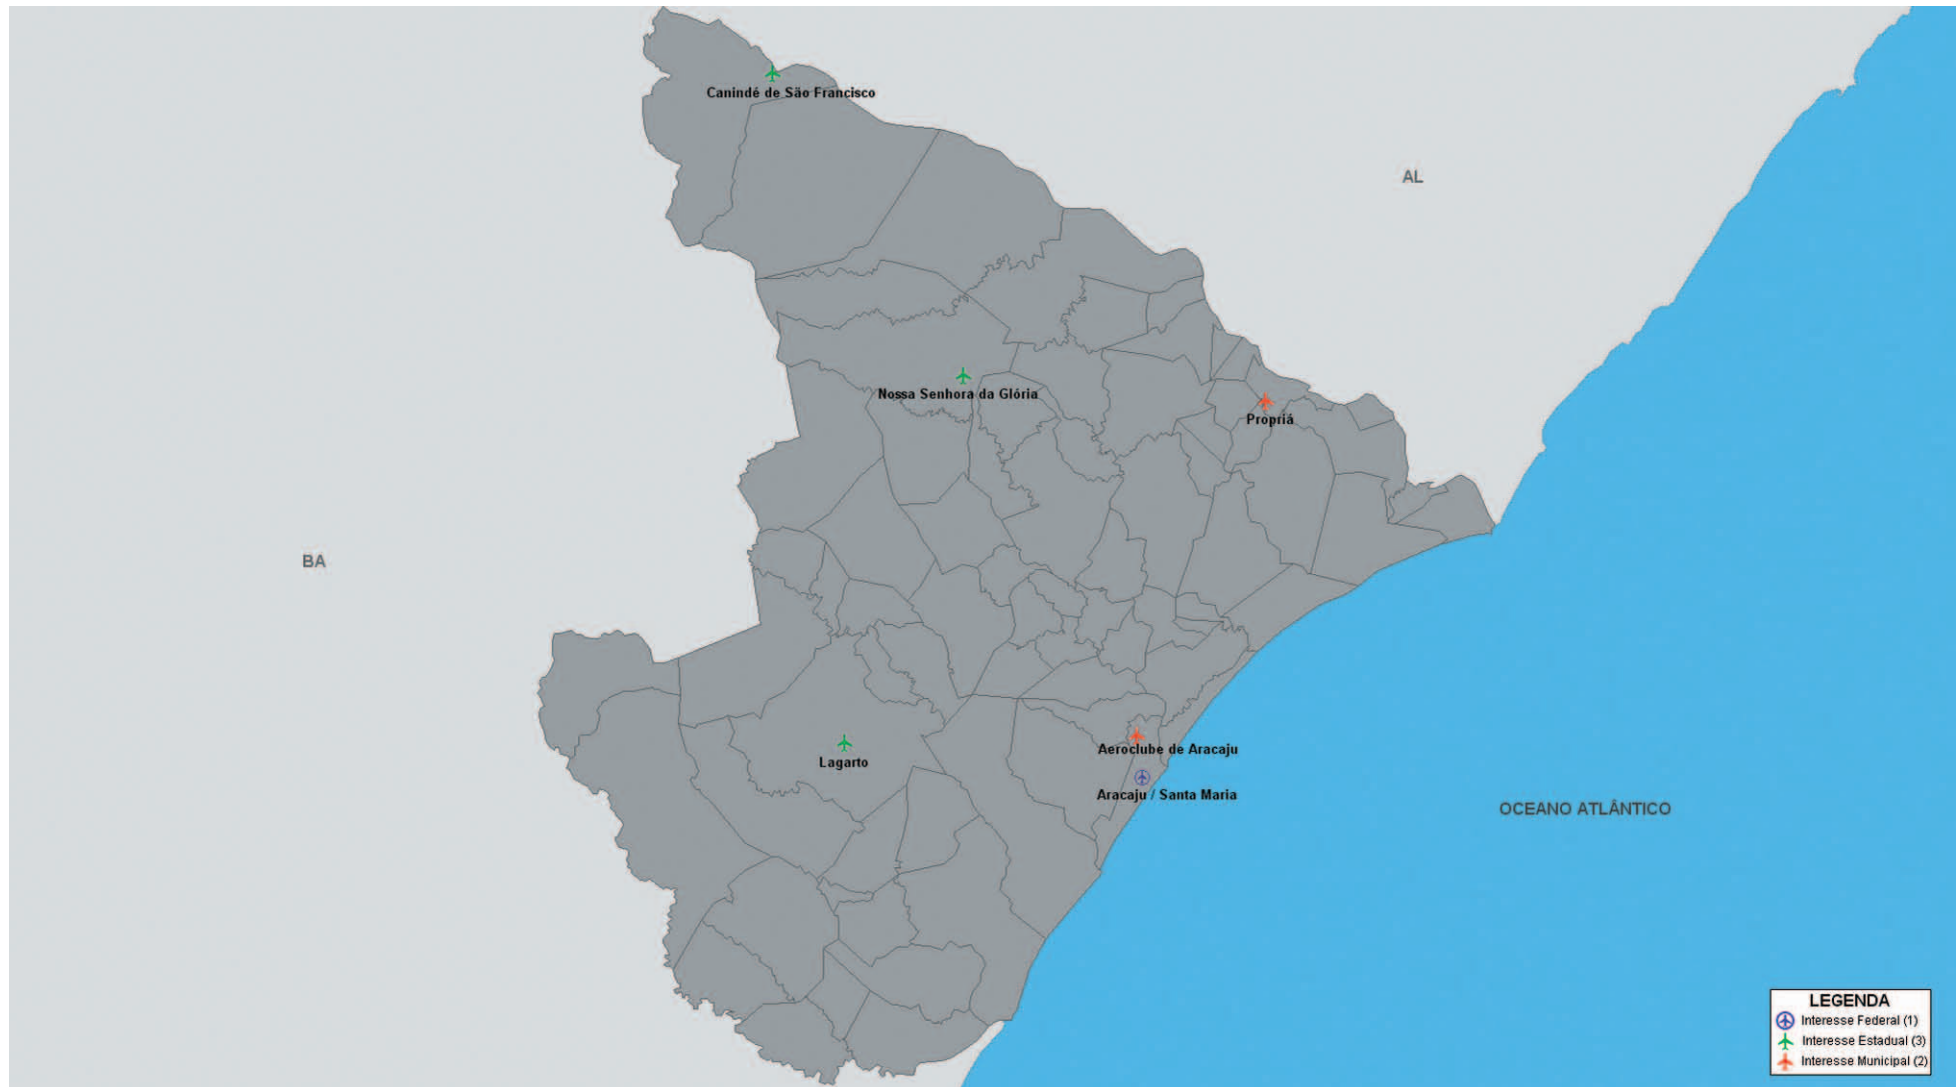 Canindé de São Francisco
AL
Nossa Senhora da Glória
Propriá
BA
Aeroclube de Aracaju
Lagarto
Aracaju / Santa Maria
OCEANO ATLÂNTICO
LEGENDA
Interesse Federal (1)
Interesse Estadual (3)
Interesse Municipal (2)